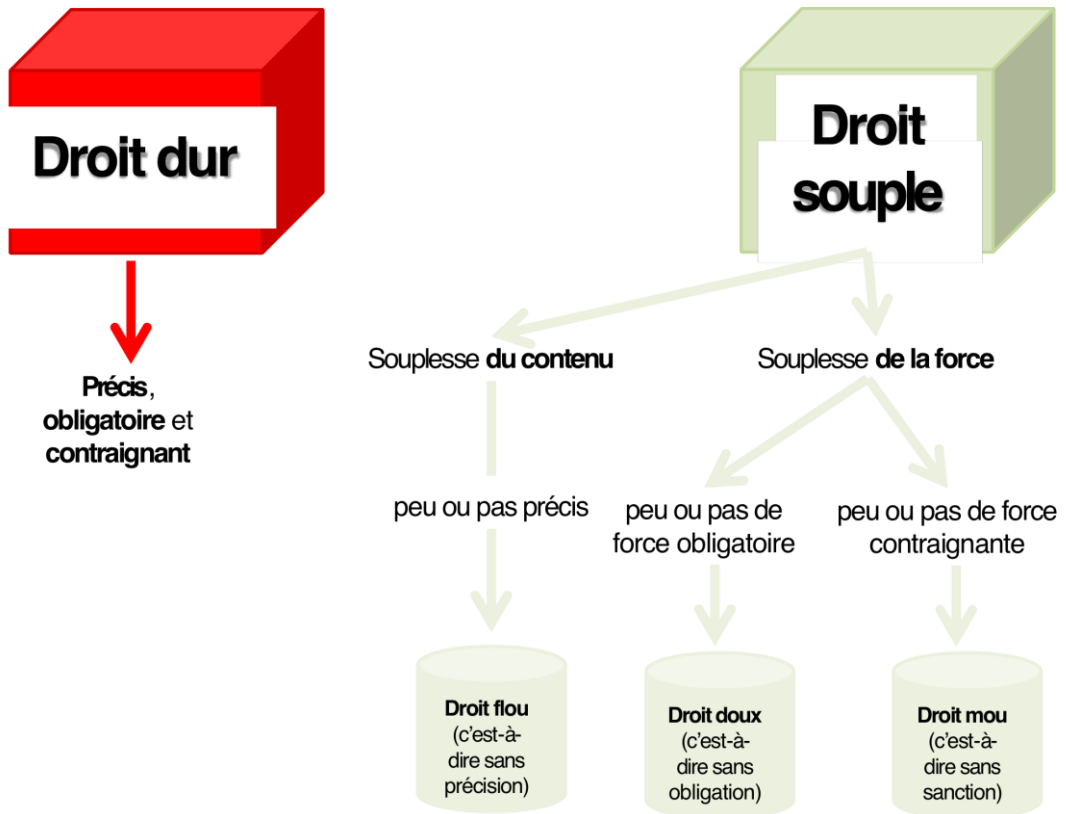 Droit dur
Précis,
obligatoire et
contraignant
Droit
souple
Souplesse du contenu
Souplesse de la force
peu ou pas précis
peu ou pas de
force obligatoire
peu ou pas de force
contraignante
Droit flou
(c'est-à-
dire sans
précision)
Droit doux
(c'est-à-
dire sans
obligation)
Droit mou
(c'est-à-
dire sans
sanction)